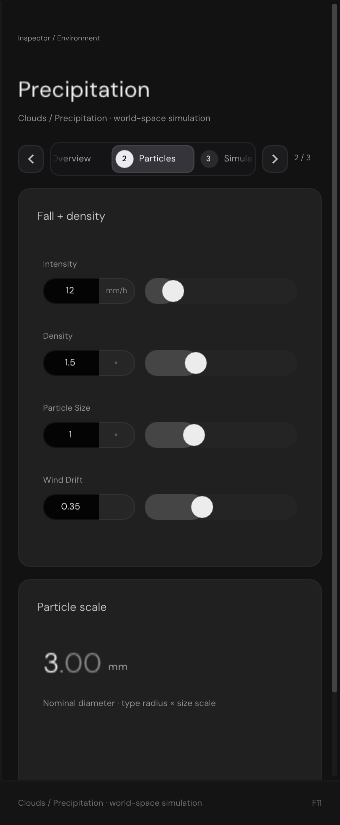 Inspector / Environment
Precipitation
Clouds / Precipitation · world-space simulation
Overview 2 Particles 3 Simula 2 / 3
Fall + density
Intensity
12 mm/h
Density
1.5 ×
Particle Size
1 ×
Wind Drift
0.35
Particle scale
3.00 mm
Nominal diameter · type radius × size scale
Clouds / Precipitation · world-space simulation F11